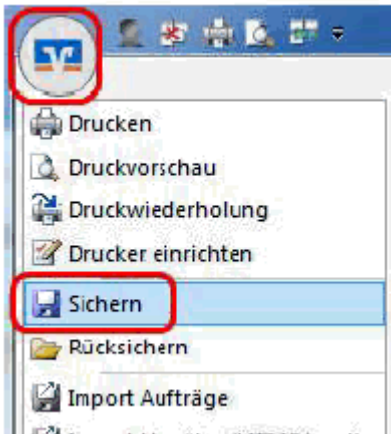 Drucken
Druckvorschau
Druckwiederholung
Drucker einrichten
Sichern
Rücksichern
Import Aufträge